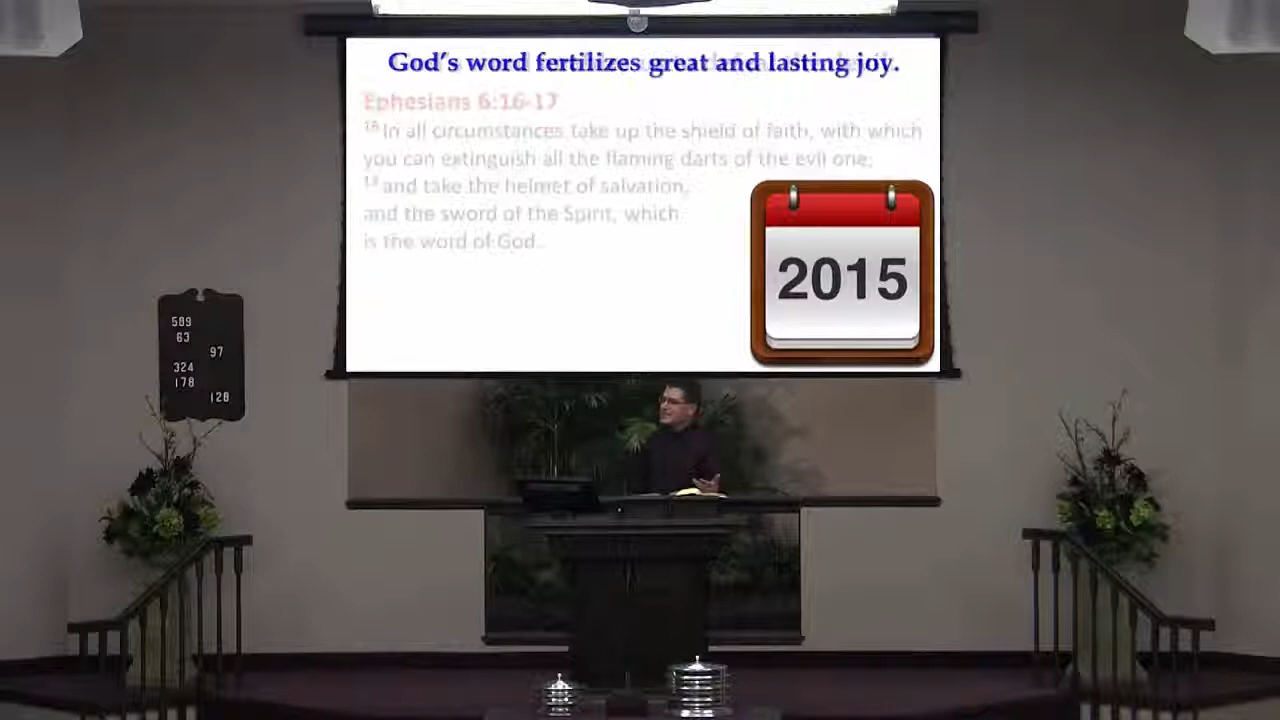 God's word fertilizes great and lasting joy.
Ephesians 6:16-17
16 In all circumstances take up the shield of faith, with which
you can extinguish all the flaming darts of the evil one;
17 and take the helmet of salvation,
and the sword of the Spirit, which
is the word of God.
2015
589
63
97
324
178
128